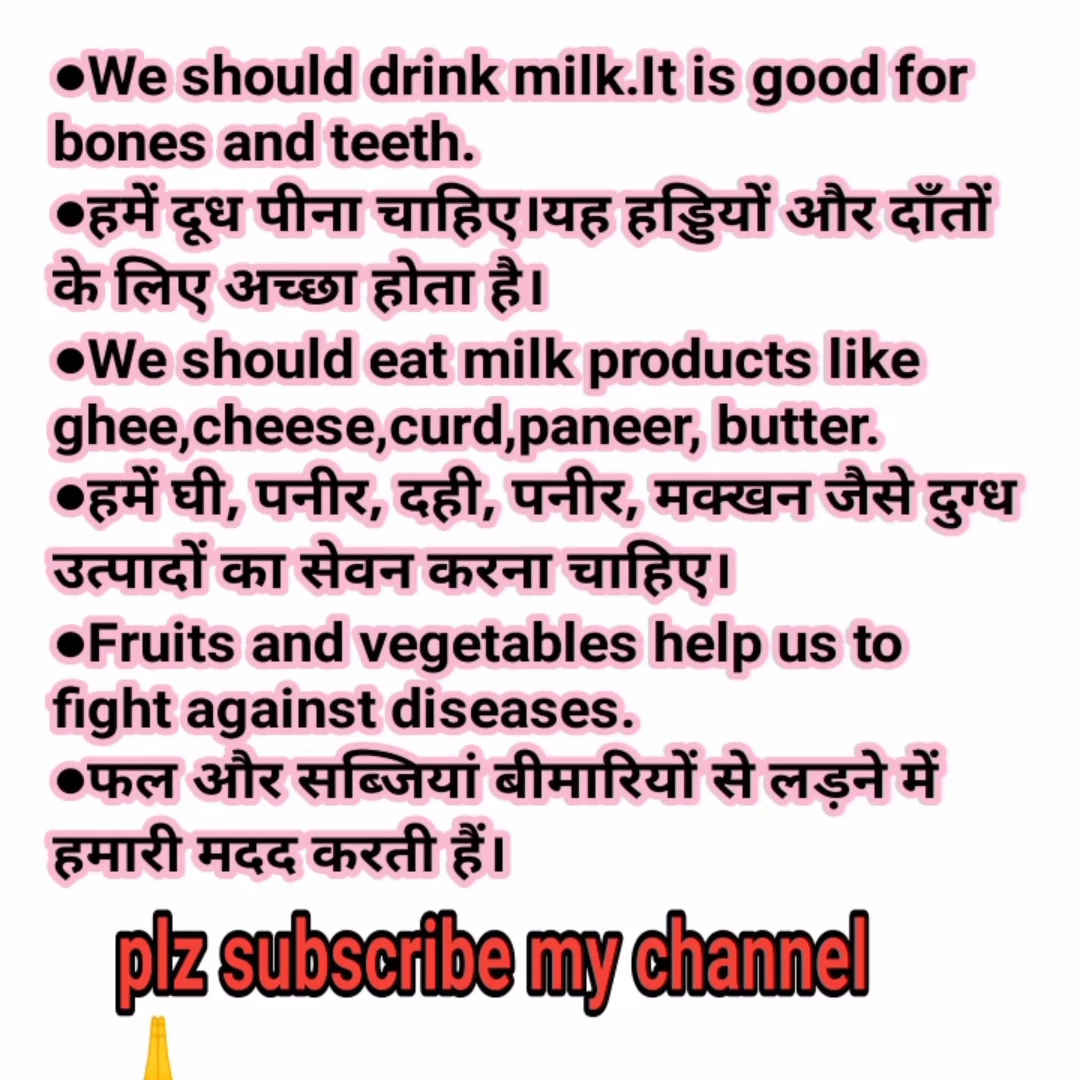 ●We should drink milk.It is good for
bones and teeth.
●हमें दूध पीना चाहिए।यह हड्डियों और दाँतों
के लिए अच्छा होता है।
●We should eat milk products like
ghee,cheese,curd,paneer, butter.
●हमें घी, पनीर, दही, पनीर, मक्खन जैसे दुग्ध
उत्पादों का सेवन करना चाहिए।
●Fruits and vegetables help us to
fight against diseases.
●फल और सब्जियां बीमारियों से लड़ने में
हमारी मदद करती हैं।
plz subscribe my channel